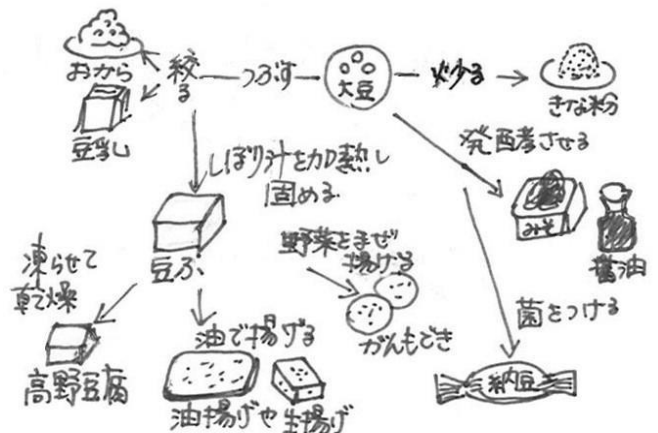 おから
豆乳
絞る
つぶす
大豆
炒る
きな粉
発酵させる
みそ
醤油
しぼり汁を加熱し
固める
豆ふ
凍らせて
乾燥
高野豆腐
油で揚げる
油揚げや生揚げ
野菜をまぜ
揚げる
がんもどき
菌をつける
納豆